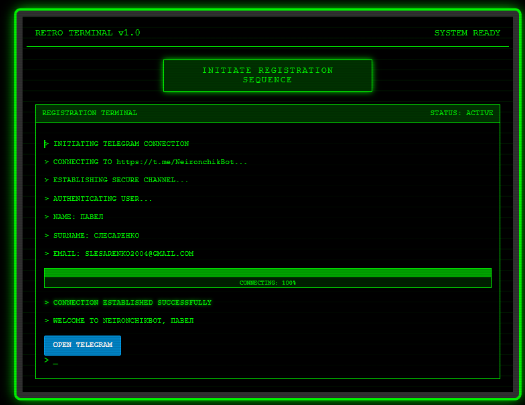 RETRO TERMINAL v1.0
SYSTEM READY
INITIATE REGISTRATION
SEQUENCE
REGISTRATION TERMINAL
STATUS: ACTIVE
> INITIATING TELEGRAM CONNECTION
> CONNECTING TO https://t.me/NeironchikBot...
> ESTABLISHING SECURE CHANNEL...
> AUTHENTICATING USER...
> NAME: ПАВЕЛ
> SURNAME: СЛЕСАРЕНКО
> EMAIL: SLESARENKO2004@GMAIL.COM
CONNECTING: 100%
> CONNECTION ESTABLISHED SUCCESSFULLY
> WELCOME TO NEIRONCHIKBOT, ПАВЕЛ
OPEN TELEGRAM
> _